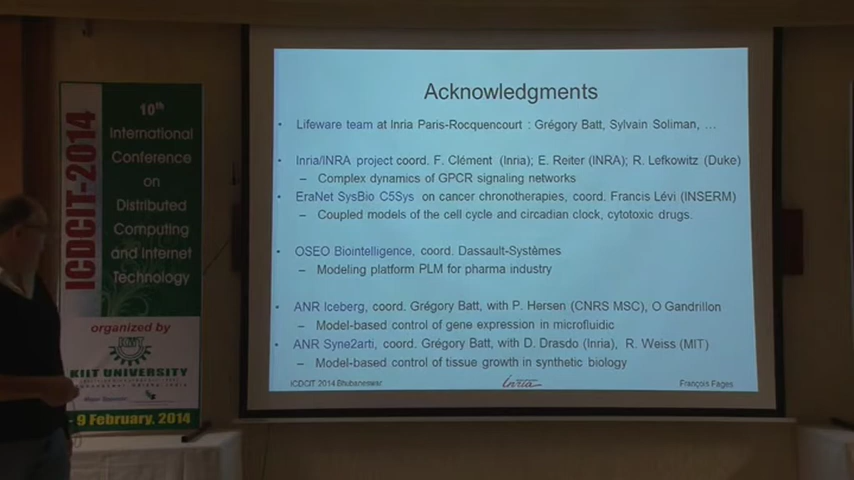 10th
International
Conference
on
Distributed
Computing
and Internet
Technology
ICDCIT-2014
organized by
KIIT
KIIT UNIVERSITY
- 9 February, 2014
Acknowledgments
• Lifeware team at Inria Paris-Rocquencourt : Grégory Batt, Sylvain Soliman, …
• Inria/INRA project coord. F. Clément (Inria); E. Reiter (INRA); R. Lefkowitz (Duke)
– Complex dynamics of GPCR signaling networks
• EraNet SysBio C5Sys on cancer chronotherapies, coord. Francis Lévi (INSERM)
– Coupled models of the cell cycle and circadian clock, cytotoxic drugs.
• OSEO Biointelligence, coord. Dassault-Systèmes
– Modeling platform PLM for pharma industry
• ANR Iceberg, coord. Grégory Batt, with P. Hersen (CNRS MSC), O Gandrillon
– Model-based control of gene expression in microfluidic
• ANR Syne2arti, coord. Grégory Batt, with D. Drasdo (Inria), R. Weiss (MIT)
– Model-based control of tissue growth in synthetic biology
ICDCIT 2014 Bhubaneswar
Inria
François Fages